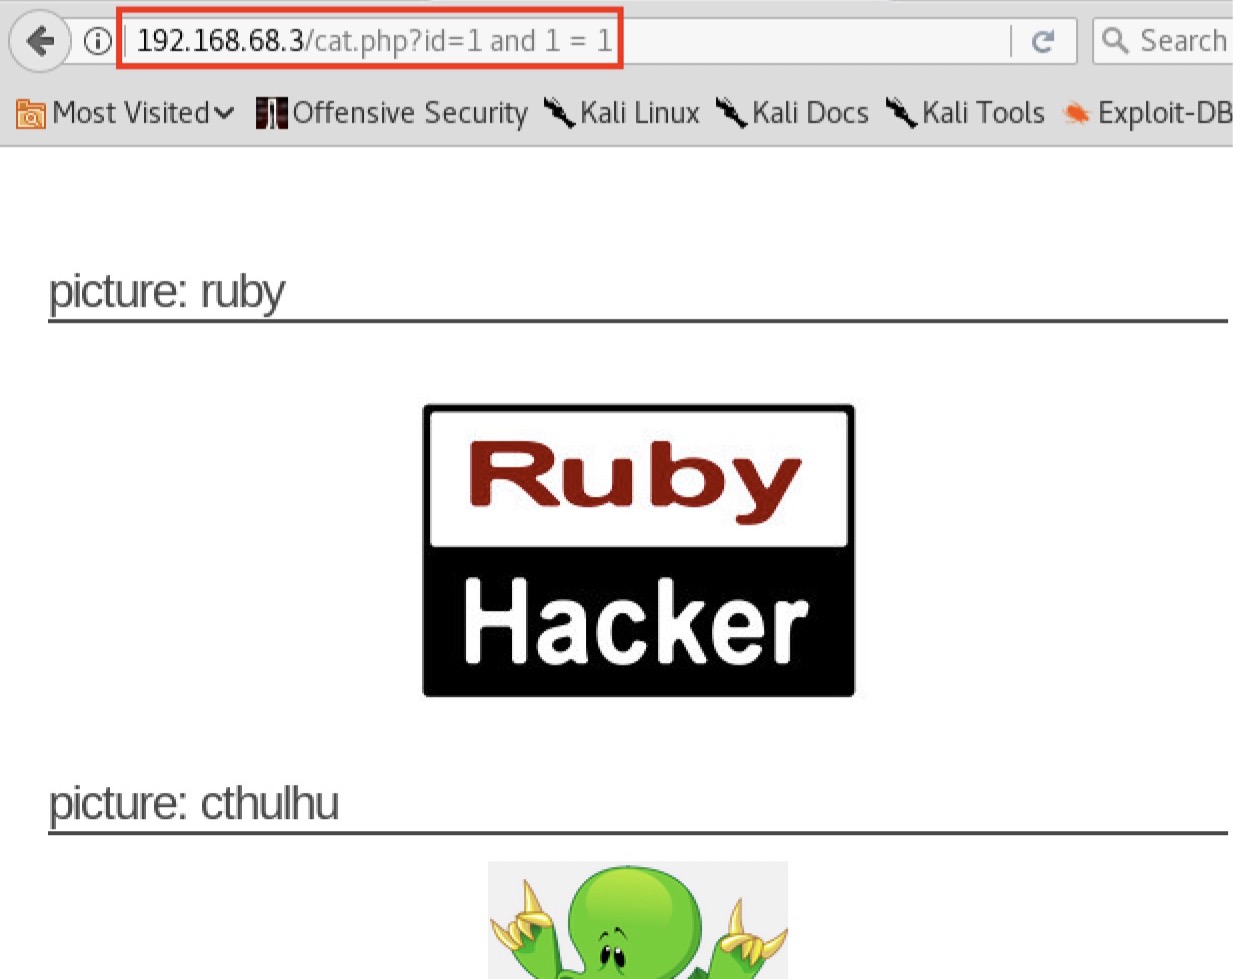 192.168.68.3/cat.php?id=1 and 1 = 1
Search
Most Visited
Offensive Security
Kali Linux
Kali Docs
Kali Tools
Exploit-DB
picture: ruby
Ruby
Hacker
picture: cthulhu